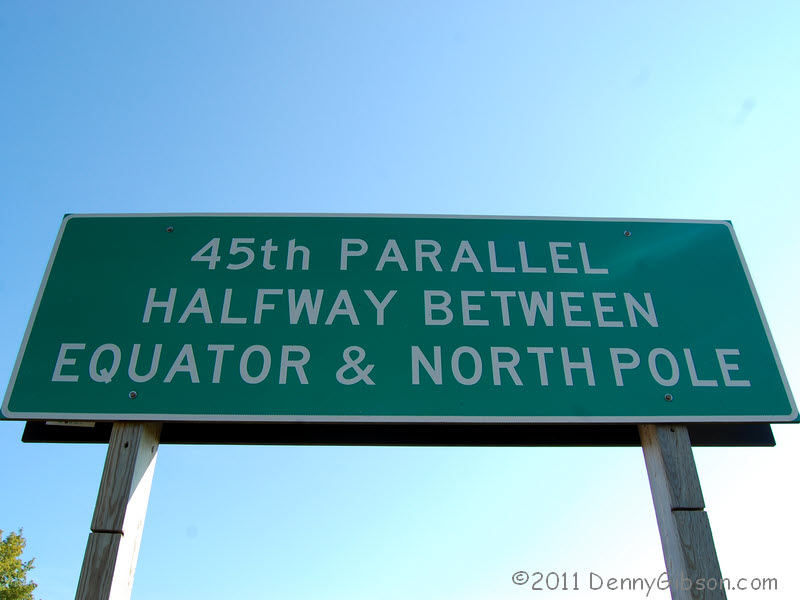 45th PARALLEL
HALFWAY BETWEEN
EQUATOR & NORTH POLE
©2011 DennyGibson.com